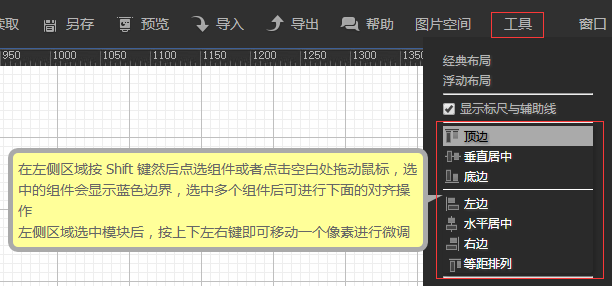 读取 另存 预览 导入 导出 帮助 图片空间 工具 窗口
950 1000 1050 1100 1150 1200 1250 1300 1350
经典布局
浮动布局
显示标尺与辅助线
顶边
垂直居中
底边
左边
水平居中
右边
等距排列
在左侧区域按 Shift 键然后点选组件或者点击空白处拖动鼠标，选
中的组件会显示蓝色边界，选中多个组件后可进行下面的对齐操
作
左侧区域选中模块后，按上下左右键即可移动一个像素进行微调